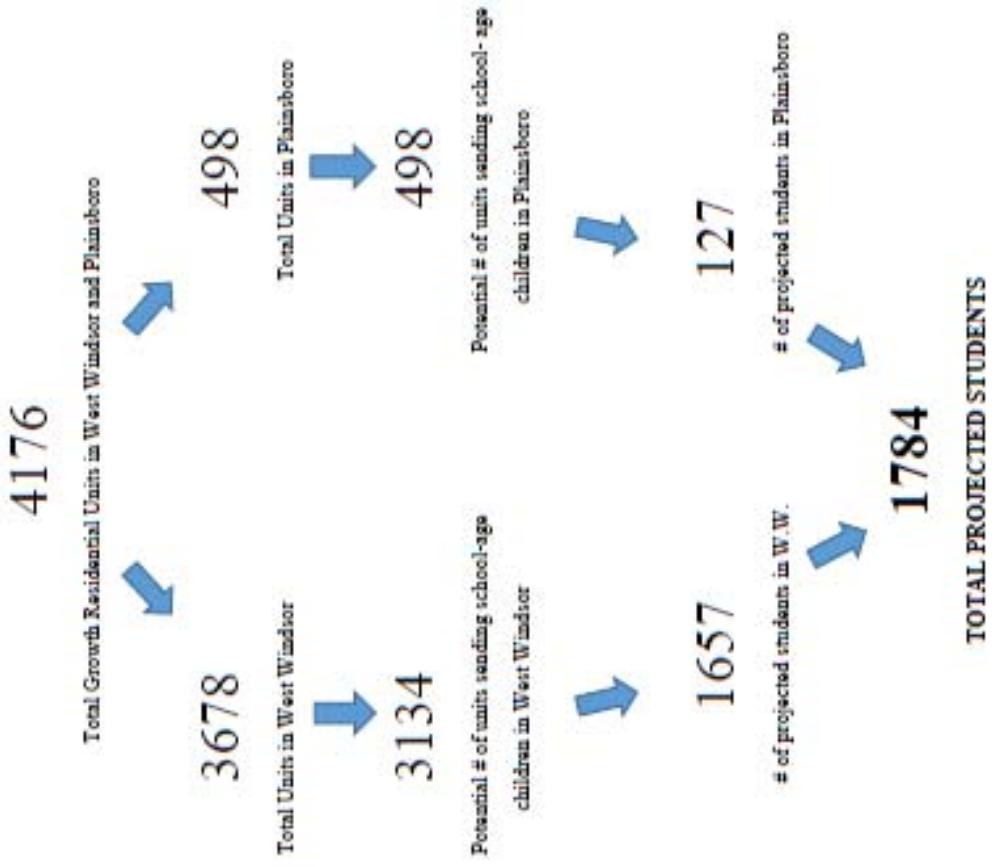 4176
Total Growth Residential Units in West Windsor and Plainsboro
3678
Total Units in West Windsor
498
Total Units in Plainsboro
3134
Potential # of units sending school-age
children in West Windsor
498
Potential # of units sending school- age
children in Plainsboro
1657
# of projected students in W.W.
127
# of projected students in Plainsboro
1784
TOTAL PROJECTED STUDENTS